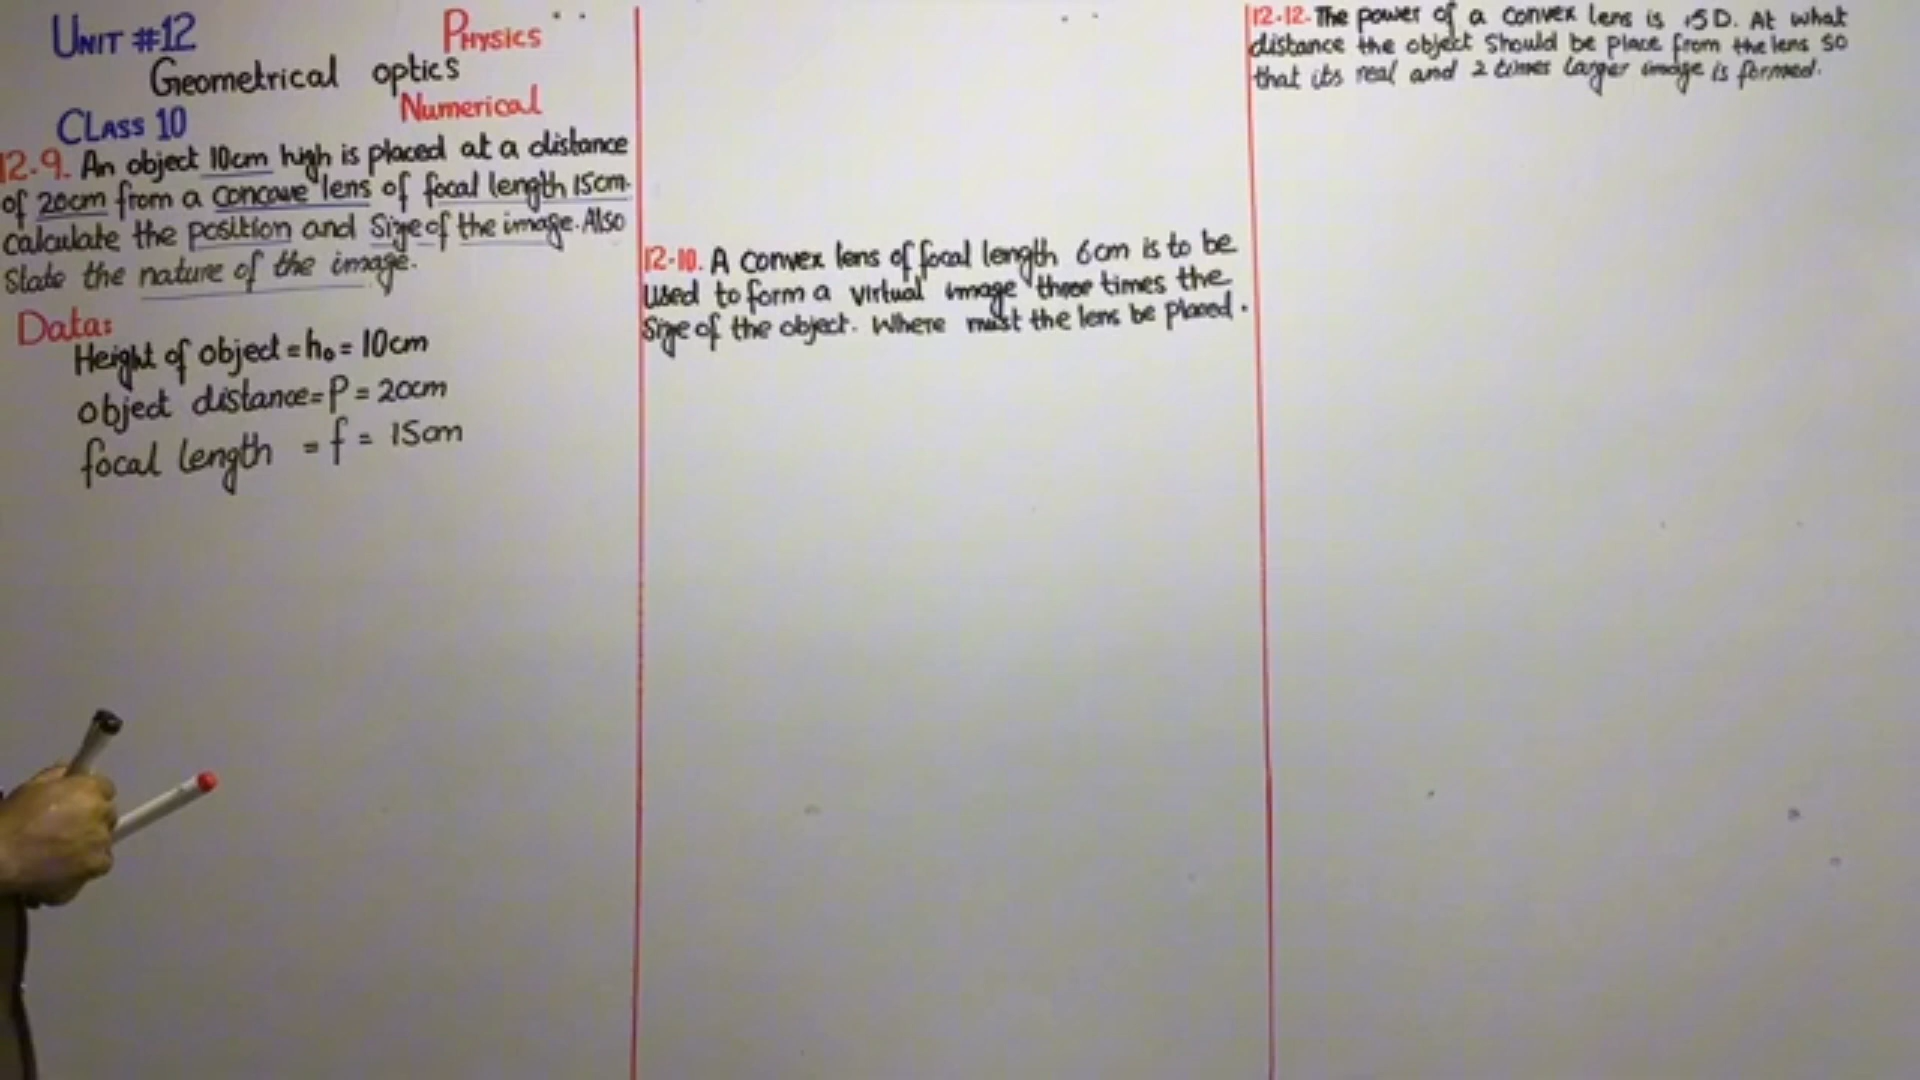 UNIT #12
PHYSICS
Geometrical optics
Numerical
CLASS 10
12-9. An object 10cm high is placed at a distance
of 20cm from a concave lens of focal length 15cm.
calculate the position and Size of the image. Also
State the nature of the image.
Data:
Height of object = ho = 10cm
object distance = P = 20cm
focal length = f = 15cm
12-10. A convex lens of focal length 6cm is to be
used to form a virtual image three times the
Size of the object. Where must the lens be placed.
12-12. The power of a convex lens is 5D. At what
distance the object Should be place from the lens so
that its real and 2 times larger image is formed.